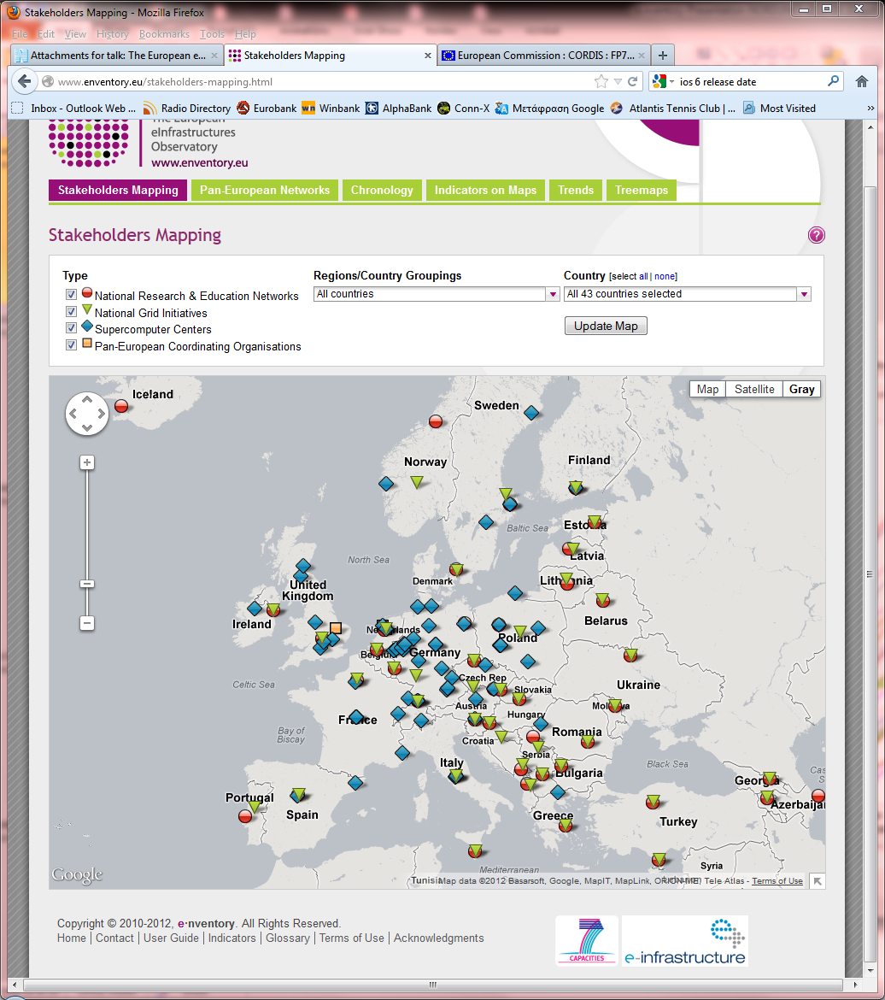 Stakeholders Mapping - Mozilla Firefox
File Edit View History Bookmarks Tools Help
Attachments for talk: The European e...
Stakeholders Mapping
European Commission : CORDIS : FP7...
www.enventory.eu/stakeholders-mapping.html
ios 6 release date
Inbox - Outlook Web ... Radio Directory Eurobank Winbank AlphaBank Conn-X Μετάφραση Google Atlantis Tennis Club | ... Most Visited »
The European
eInfrastructures
Observatory
www.enventory.eu
Stakeholders Mapping Pan-European Networks Chronology Indicators on Maps Trends Treemaps
Stakeholders Mapping
?
Type
National Research & Education Networks
National Grid Initiatives
Supercomputer Centers
Pan-European Coordinating Organisations
Regions/Country Groupings
All countries
Country [select all | none]
All 43 countries selected
Update Map
Map Satellite Gray
Iceland
Sweden
Norway
Finland
Estonia
Baltic Sea
Latvia
North Sea
Denmark
Lithuania
United
Kingdom
Ireland
Belarus
Netherlands
Poland
Belgium
Germany
Czech Rep
Celtic Sea
Ukraine
Slovakia
Austria
Moldova
Hungary
France
Bay of
Biscay
Romania
Croatia
Serbia
Italy
Black Sea
Bulgaria
Georgia
Portugal
Spain
Greece
Azerbaijan
Turkey
Syria
Mediterranean
Tunisia
Google
Map data ©2012 Basarsoft, Google, MapIT, MapLink, ORION-ME, Tele Atlas - Terms of Use
Copyright © 2010-2012, e·nventory. All Rights Reserved.
Home | Contact | User Guide | Indicators | Glossary | Terms of Use | Acknowledgments
7
CAPACITIES
e-infrastructure